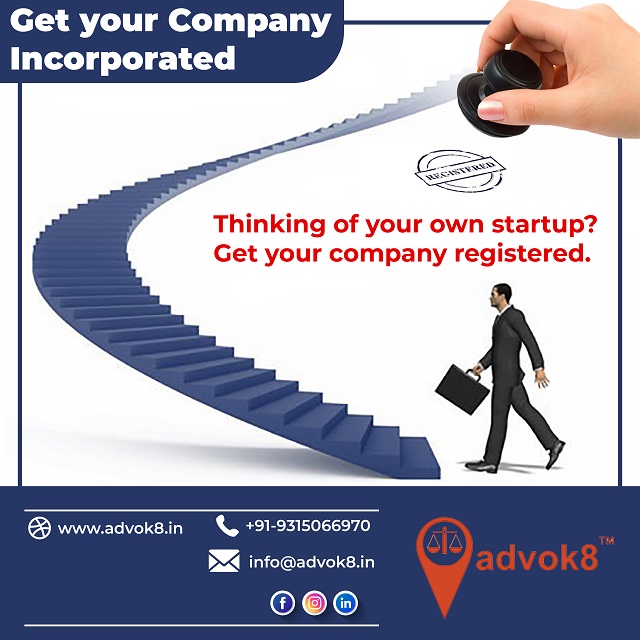 Get your Company
Incorporated
REGISTERED
Thinking of your own startup?
Get your company registered.
www.advok8.in
+91-9315066970
info@advok8.in
advok8™